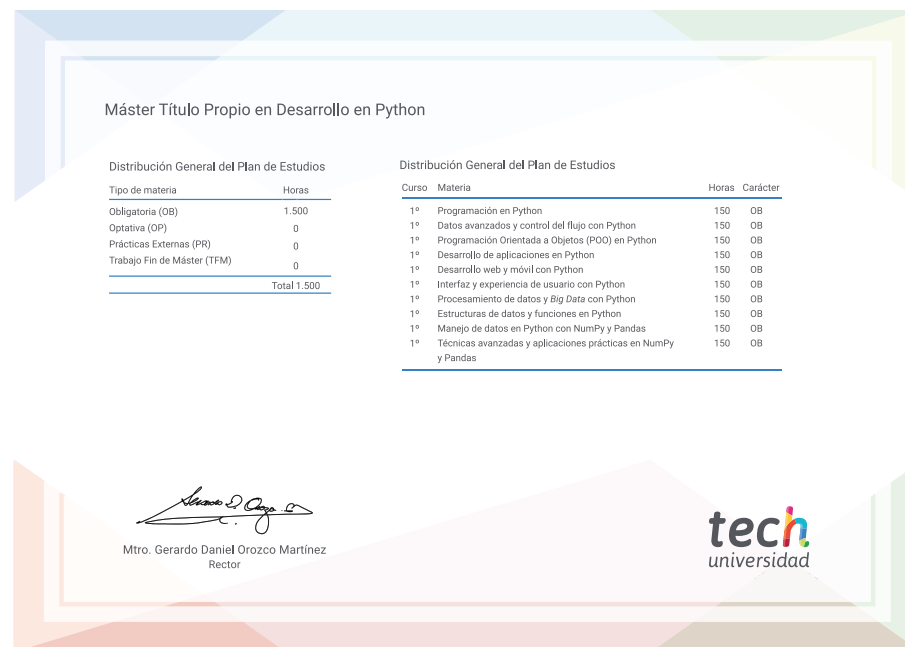 Máster Título Propio en Desarrollo en Python
Distribución General del Plan de Estudios
Tipo de materia Horas
Obligatoria (OB) 1.500
Optativa (OP) 0
Prácticas Externas (PR) 0
Trabajo Fin de Máster (TFM) 0
Total 1.500
Distribución General del Plan de Estudios
Curso Materia Horas Carácter
1º Programación en Python 150 OB
1º Datos avanzados y control del flujo con Python 150 OB
1º Programación Orientada a Objetos (POO) en Python 150 OB
1º Desarrollo de aplicaciones en Python 150 OB
1º Desarrollo web y móvil con Python 150 OB
1º Interfaz y experiencia de usuario con Python 150 OB
1º Procesamiento de datos y Big Data con Python 150 OB
1º Estructuras de datos y funciones en Python 150 OB
1º Manejo de datos en Python con NumPy y Pandas 150 OB
1º Técnicas avanzadas y aplicaciones prácticas en NumPy 150 OB
y Pandas
Mtro. Gerardo Daniel Orozco Martínez
Rector
tech
universidad